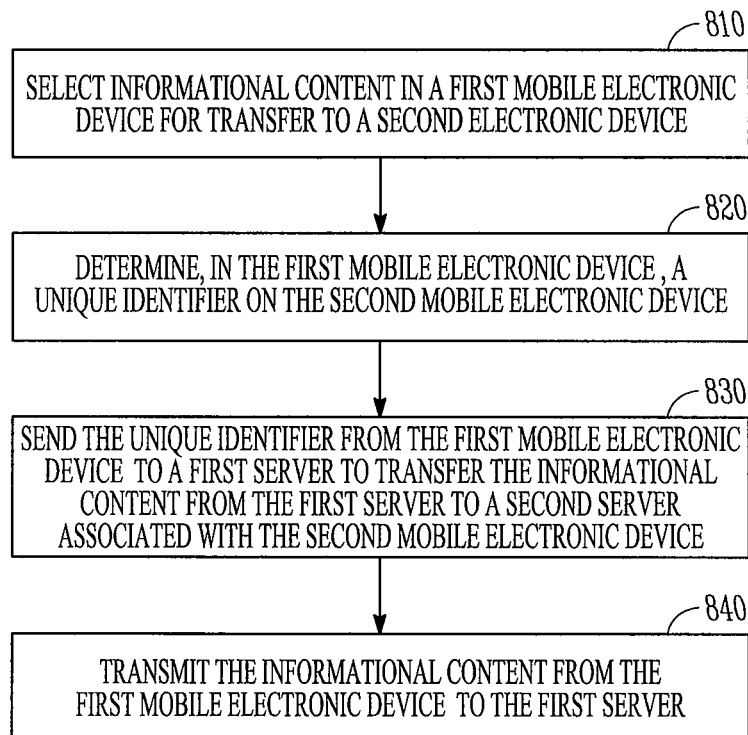 810
SELECT INFORMATIONAL CONTENT IN A FIRST MOBILE ELECTRONIC
DEVICE FOR TRANSFER TO A SECOND ELECTRONIC DEVICE
820
DETERMINE, IN THE FIRST MOBILE ELECTRONIC DEVICE , A
UNIQUE IDENTIFIER ON THE SECOND MOBILE ELECTRONIC DEVICE
830
SEND THE UNIQUE IDENTIFIER FROM THE FIRST MOBILE ELECTRONIC
DEVICE TO A FIRST SERVER TO TRANSFER THE INFORMATIONAL
CONTENT FROM THE FIRST SERVER TO A SECOND SERVER
ASSOCIATED WITH THE SECOND MOBILE ELECTRONIC DEVICE
840
TRANSMIT THE INFORMATIONAL CONTENT FROM THE
FIRST MOBILE ELECTRONIC DEVICE TO THE FIRST SERVER